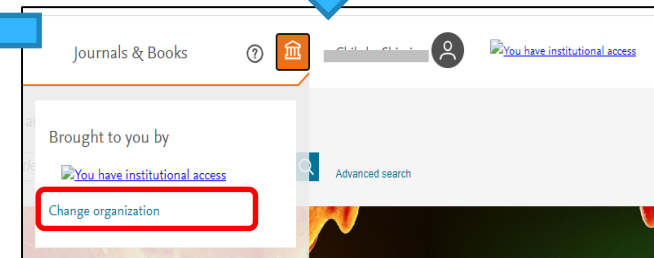 Journals & Books
?
You have institutional access
Brought to you by
You have institutional access
Advanced search
Change organization